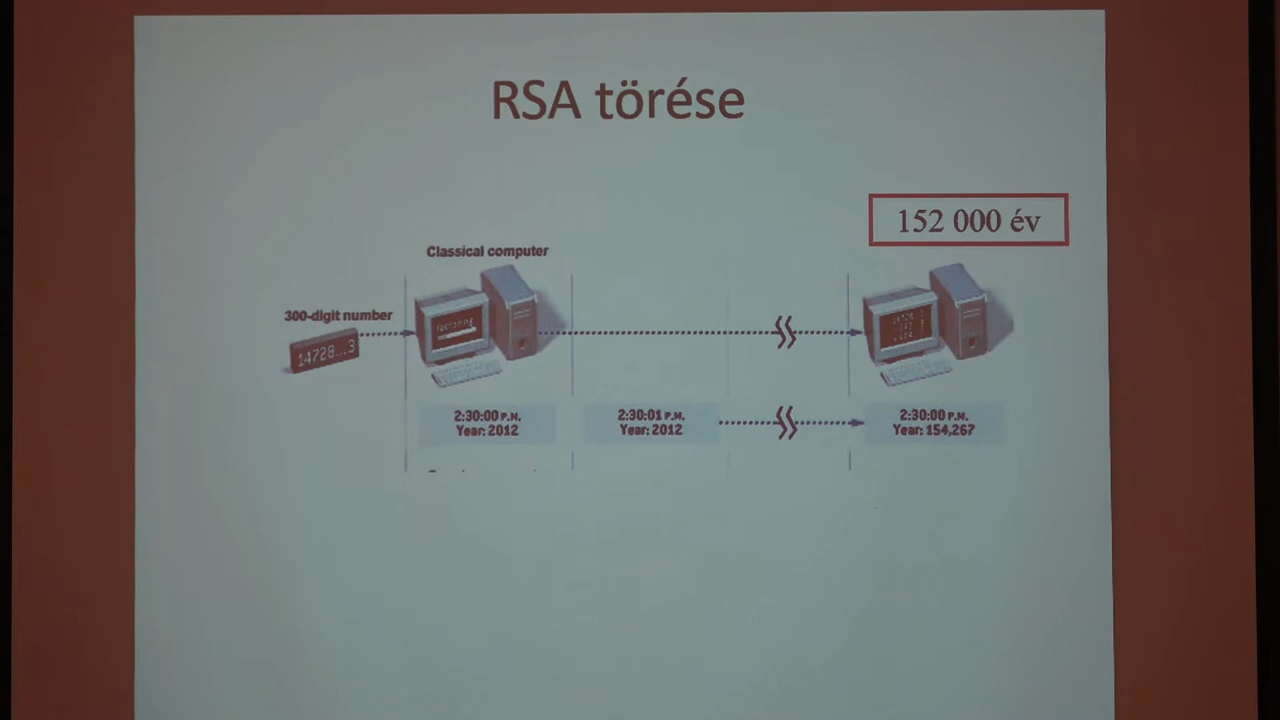 RSA törése
152 000 év
Classical computer
300-digit number
14728...3
2:30:00 P.M.
Year: 2012
2:30:01 P.M.
Year: 2012
2:30:00 P.M.
Year: 154,267